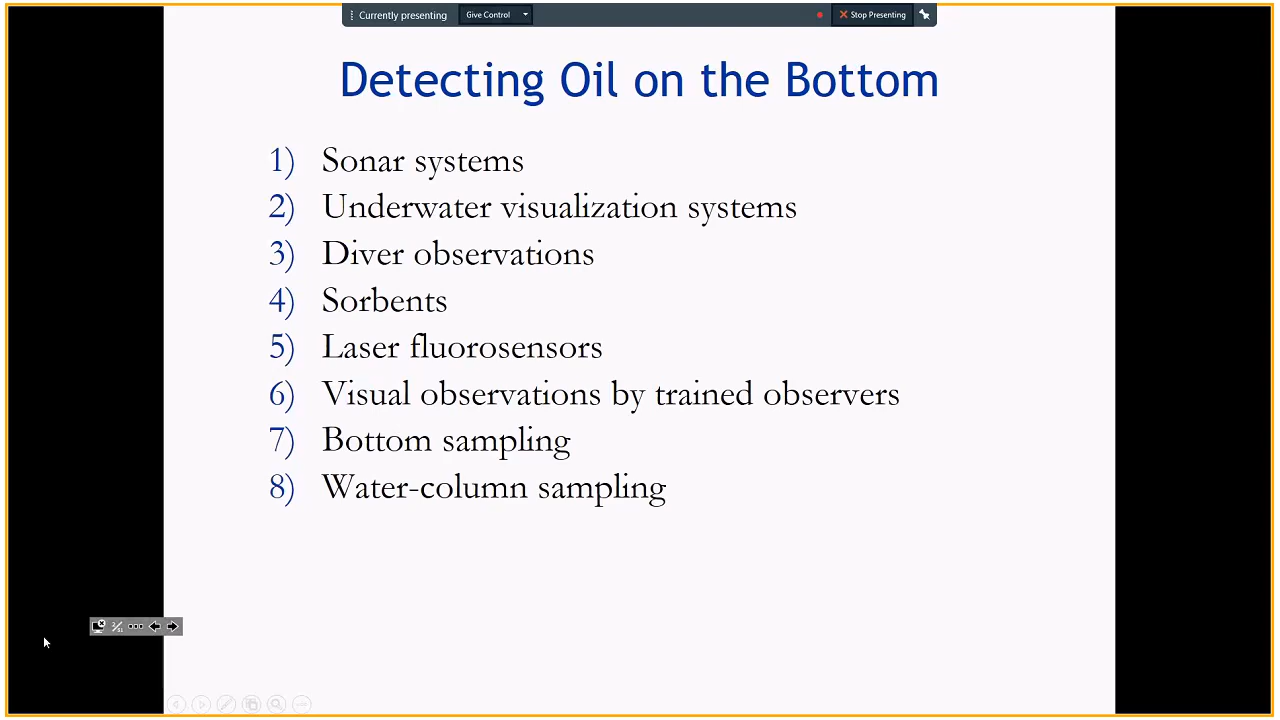 Currently presenting Give Control Stop Presenting
Detecting Oil on the Bottom
1) Sonar systems
2) Underwater visualization systems
3) Diver observations
4) Sorbents
5) Laser fluorosensors
6) Visual observations by trained observers
7) Bottom sampling
8) Water-column sampling